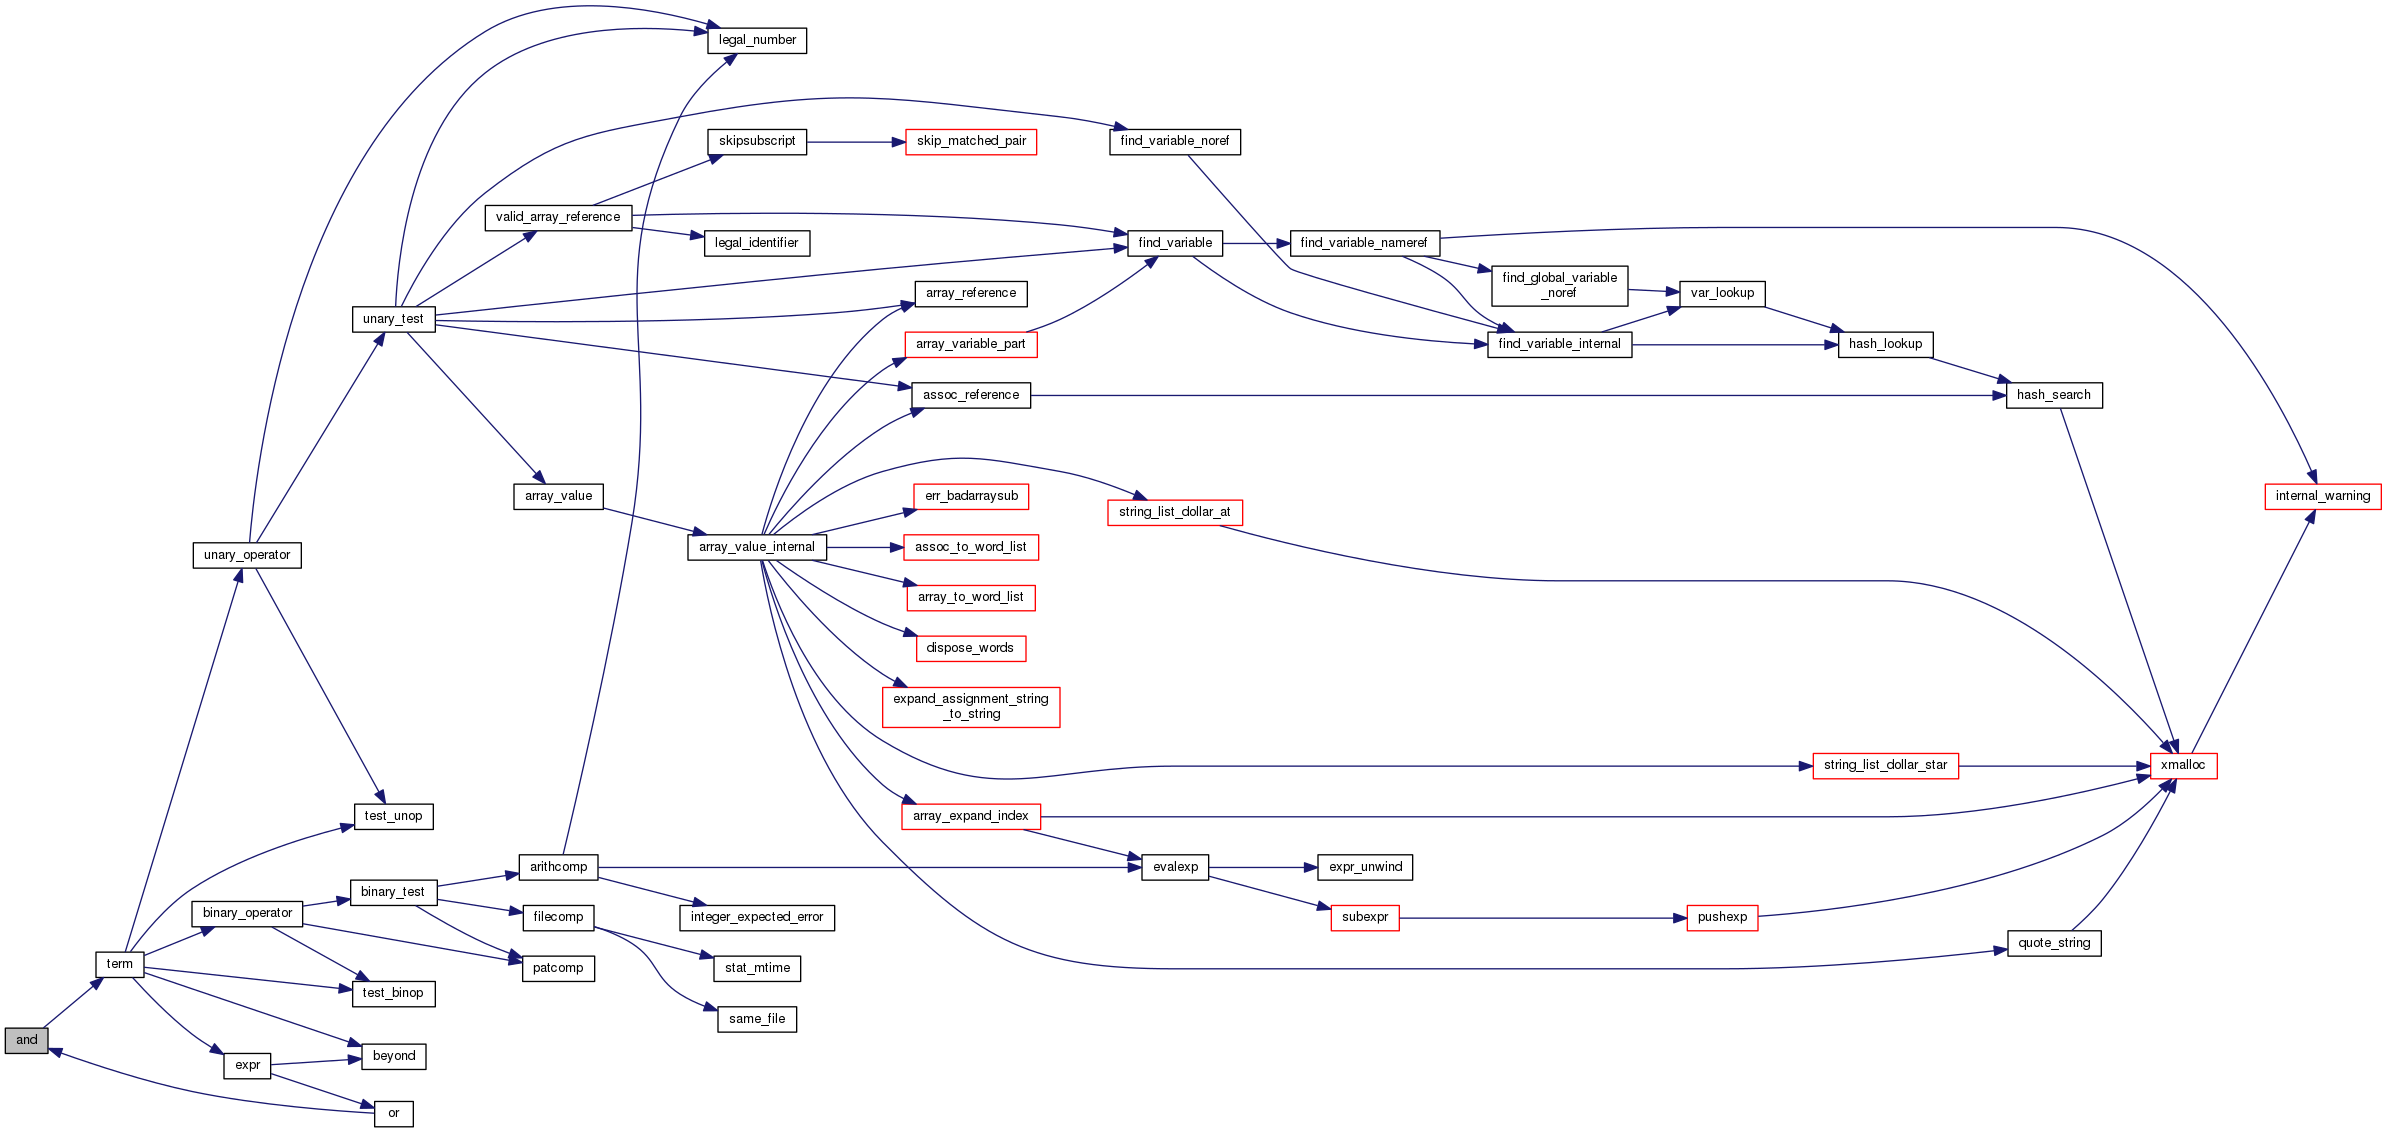 legal_number
skipsubscript
skip_matched_pair
find_variable_noref
valid_array_reference
legal_identifier
find_variable
find_variable_nameref
find_global_variable
_noref
var_lookup
array_reference
unary_test
array_variable_part
find_variable_internal
hash_lookup
assoc_reference
hash_search
array_value
err_badarraysub
string_list_dollar_at
internal_warning
unary_operator
array_value_internal
assoc_to_word_list
array_to_word_list
dispose_words
expand_assignment_string
_to_string
string_list_dollar_star
xmalloc
test_unop
array_expand_index
arithcomp
evalexp
expr_unwind
binary_test
binary_operator
filecomp
integer_expected_error
subexpr
pushexp
quote_string
term
patcomp
stat_mtime
test_binop
same_file
and
beyond
expr
or